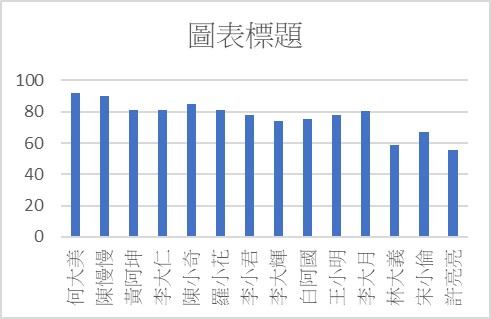 圖表標題
100
80
60
40
20
0
何大美
陳慢慢
黃阿坤
李大仁
陳小奇
羅小花
李小君
李大輝
白阿國
王小明
李大月
林大義
宋小倫
許亮亮